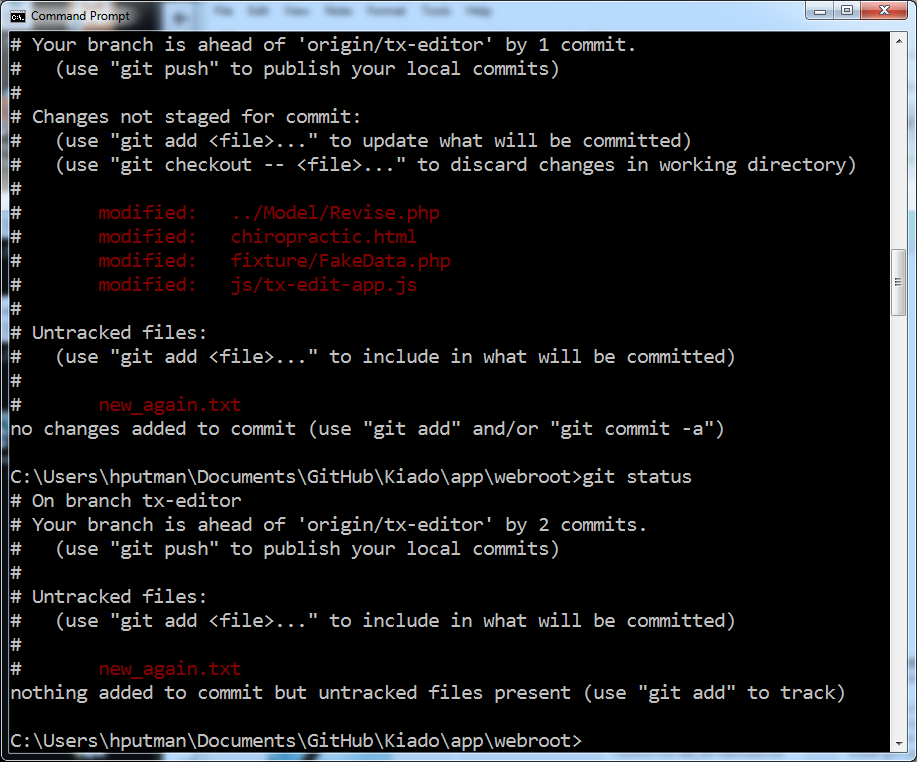 Command Prompt
File Edit View Note Format Tools Help
# Your branch is ahead of 'origin/tx-editor' by 1 commit.
#   (use "git push" to publish your local commits)
#
# Changes not staged for commit:
#   (use "git add <file>..." to update what will be committed)
#   (use "git checkout -- <file>..." to discard changes in working directory)
#
#       modified:   ../Model/Revise.php
#       modified:   chiropractic.html
#       modified:   fixture/FakeData.php
#       modified:   js/tx-edit-app.js
#
# Untracked files:
#   (use "git add <file>..." to include in what will be committed)
#
#       new_again.txt
no changes added to commit (use "git add" and/or "git commit -a")

C:\Users\hputman\Documents\GitHub\Kiado\app\webroot>git status
# On branch tx-editor
# Your branch is ahead of 'origin/tx-editor' by 2 commits.
#   (use "git push" to publish your local commits)
#
# Untracked files:
#   (use "git add <file>..." to include in what will be committed)
#
#       new_again.txt
nothing added to commit but untracked files present (use "git add" to track)

C:\Users\hputman\Documents\GitHub\Kiado\app\webroot>